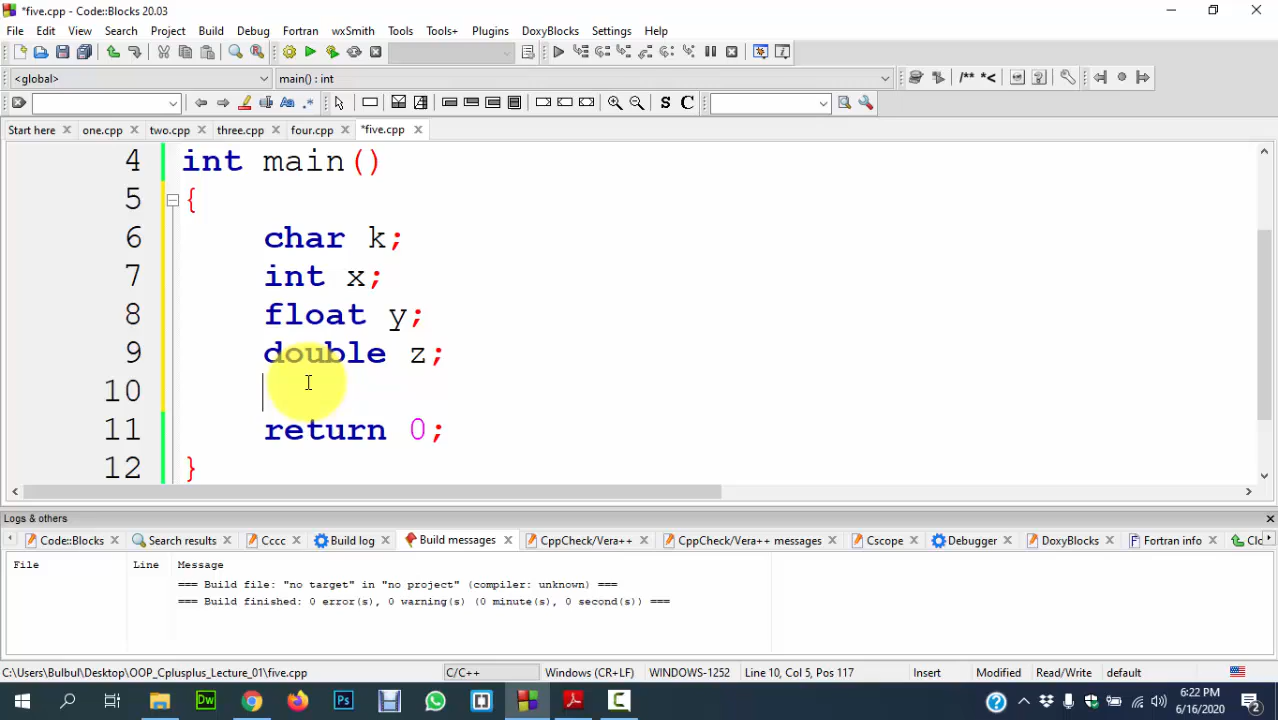 *five.cpp - Code::Blocks 20.03
File Edit View Search Project Build Debug Fortran wxSmith Tools Tools+ Plugins DoxyBlocks Settings Help
<global> main() : int
/** *<
S C
Start here one.cpp two.cpp three.cpp four.cpp *five.cpp
4 int main()
5 {
6 char k;
7 int x;
8 float y;
9 double z;
10
11 return 0;
12 }
Logs & others
Code::Blocks Search results Cccc Build log Build messages CppCheck/Vera++ CppCheck/Vera++ messages Cscope Debugger DoxyBlocks Fortran info Clo
File Line Message
=== Build file: "no target" in "no project" (compiler: unknown) ===
=== Build finished: 0 error(s), 0 warning(s) (0 minute(s), 0 second(s)) ===
C:\Users\Bulbul\Desktop\OOP_Cplusplus_Lecture_01\five.cpp C/C++ Windows (CR+LF) WINDOWS-1252 Line 10, Col 5, Pos 117 Insert Modified Read/Write default
Dw Ps 6:22 PM
6/16/2020 2